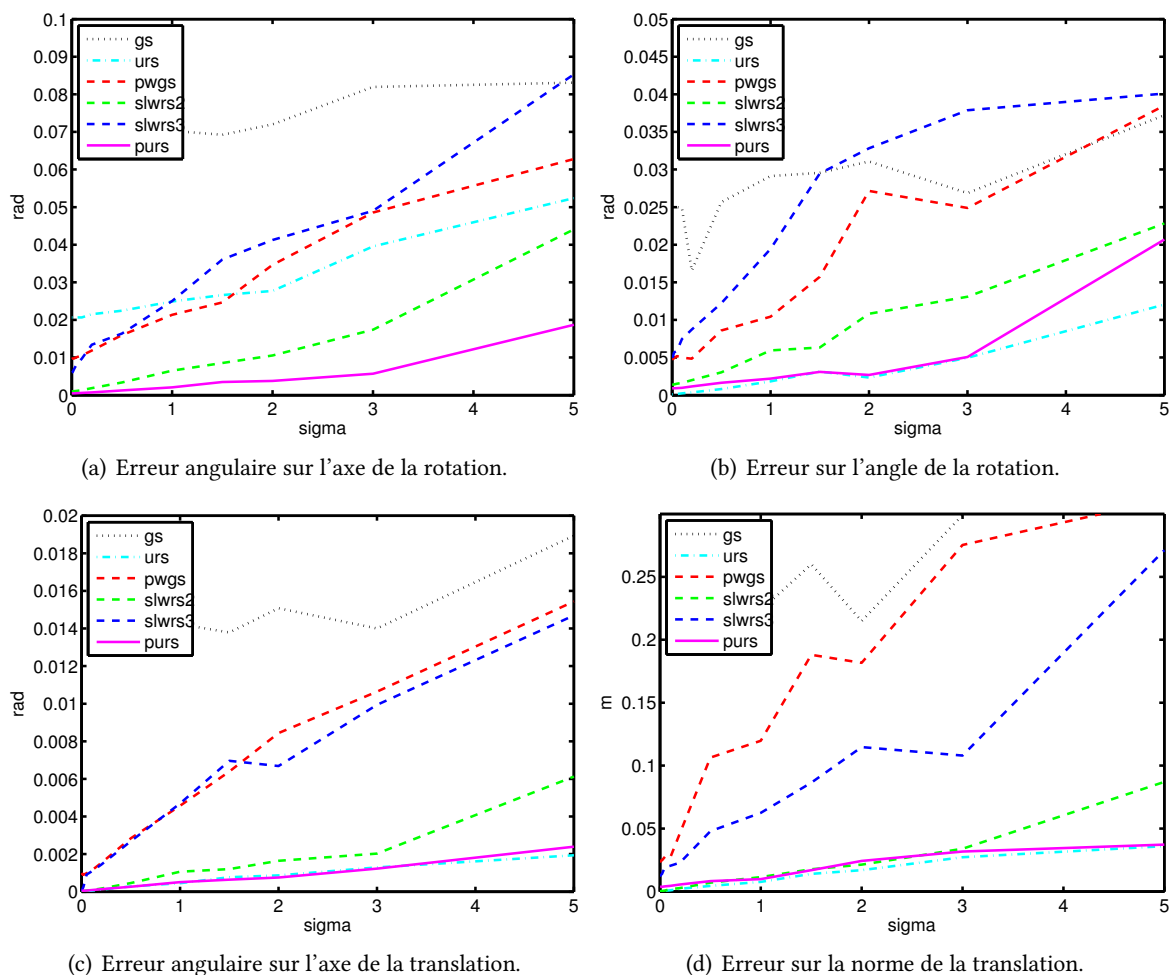 0.1
0.09
0.08
0.07
0.06
0.05
0.04
0.03
0.02
0.01
0
rad
gs
urs
pwgs
slwrs2
slwrs3
purs
0 1 2 3 4 5
sigma
(a) Erreur angulaire sur l'axe de la rotation.
0.05
0.045
0.04
0.035
0.03
0.025
0.02
0.015
0.01
0.005
0
rad
gs
urs
pwgs
slwrs2
slwrs3
purs
0 1 2 3 4 5
sigma
(b) Erreur sur l'angle de la rotation.
0.02
0.018
0.016
0.014
0.012
0.01
0.008
0.006
0.004
0.002
0
rad
gs
urs
pwgs
slwrs2
slwrs3
purs
0 1 2 3 4 5
sigma
(c) Erreur angulaire sur l'axe de la translation.
0.25
0.2
0.15
0.1
0.05
0
m
gs
urs
pwgs
slwrs2
slwrs3
purs
0 1 2 3 4 5
sigma
(d) Erreur sur la norme de la translation.